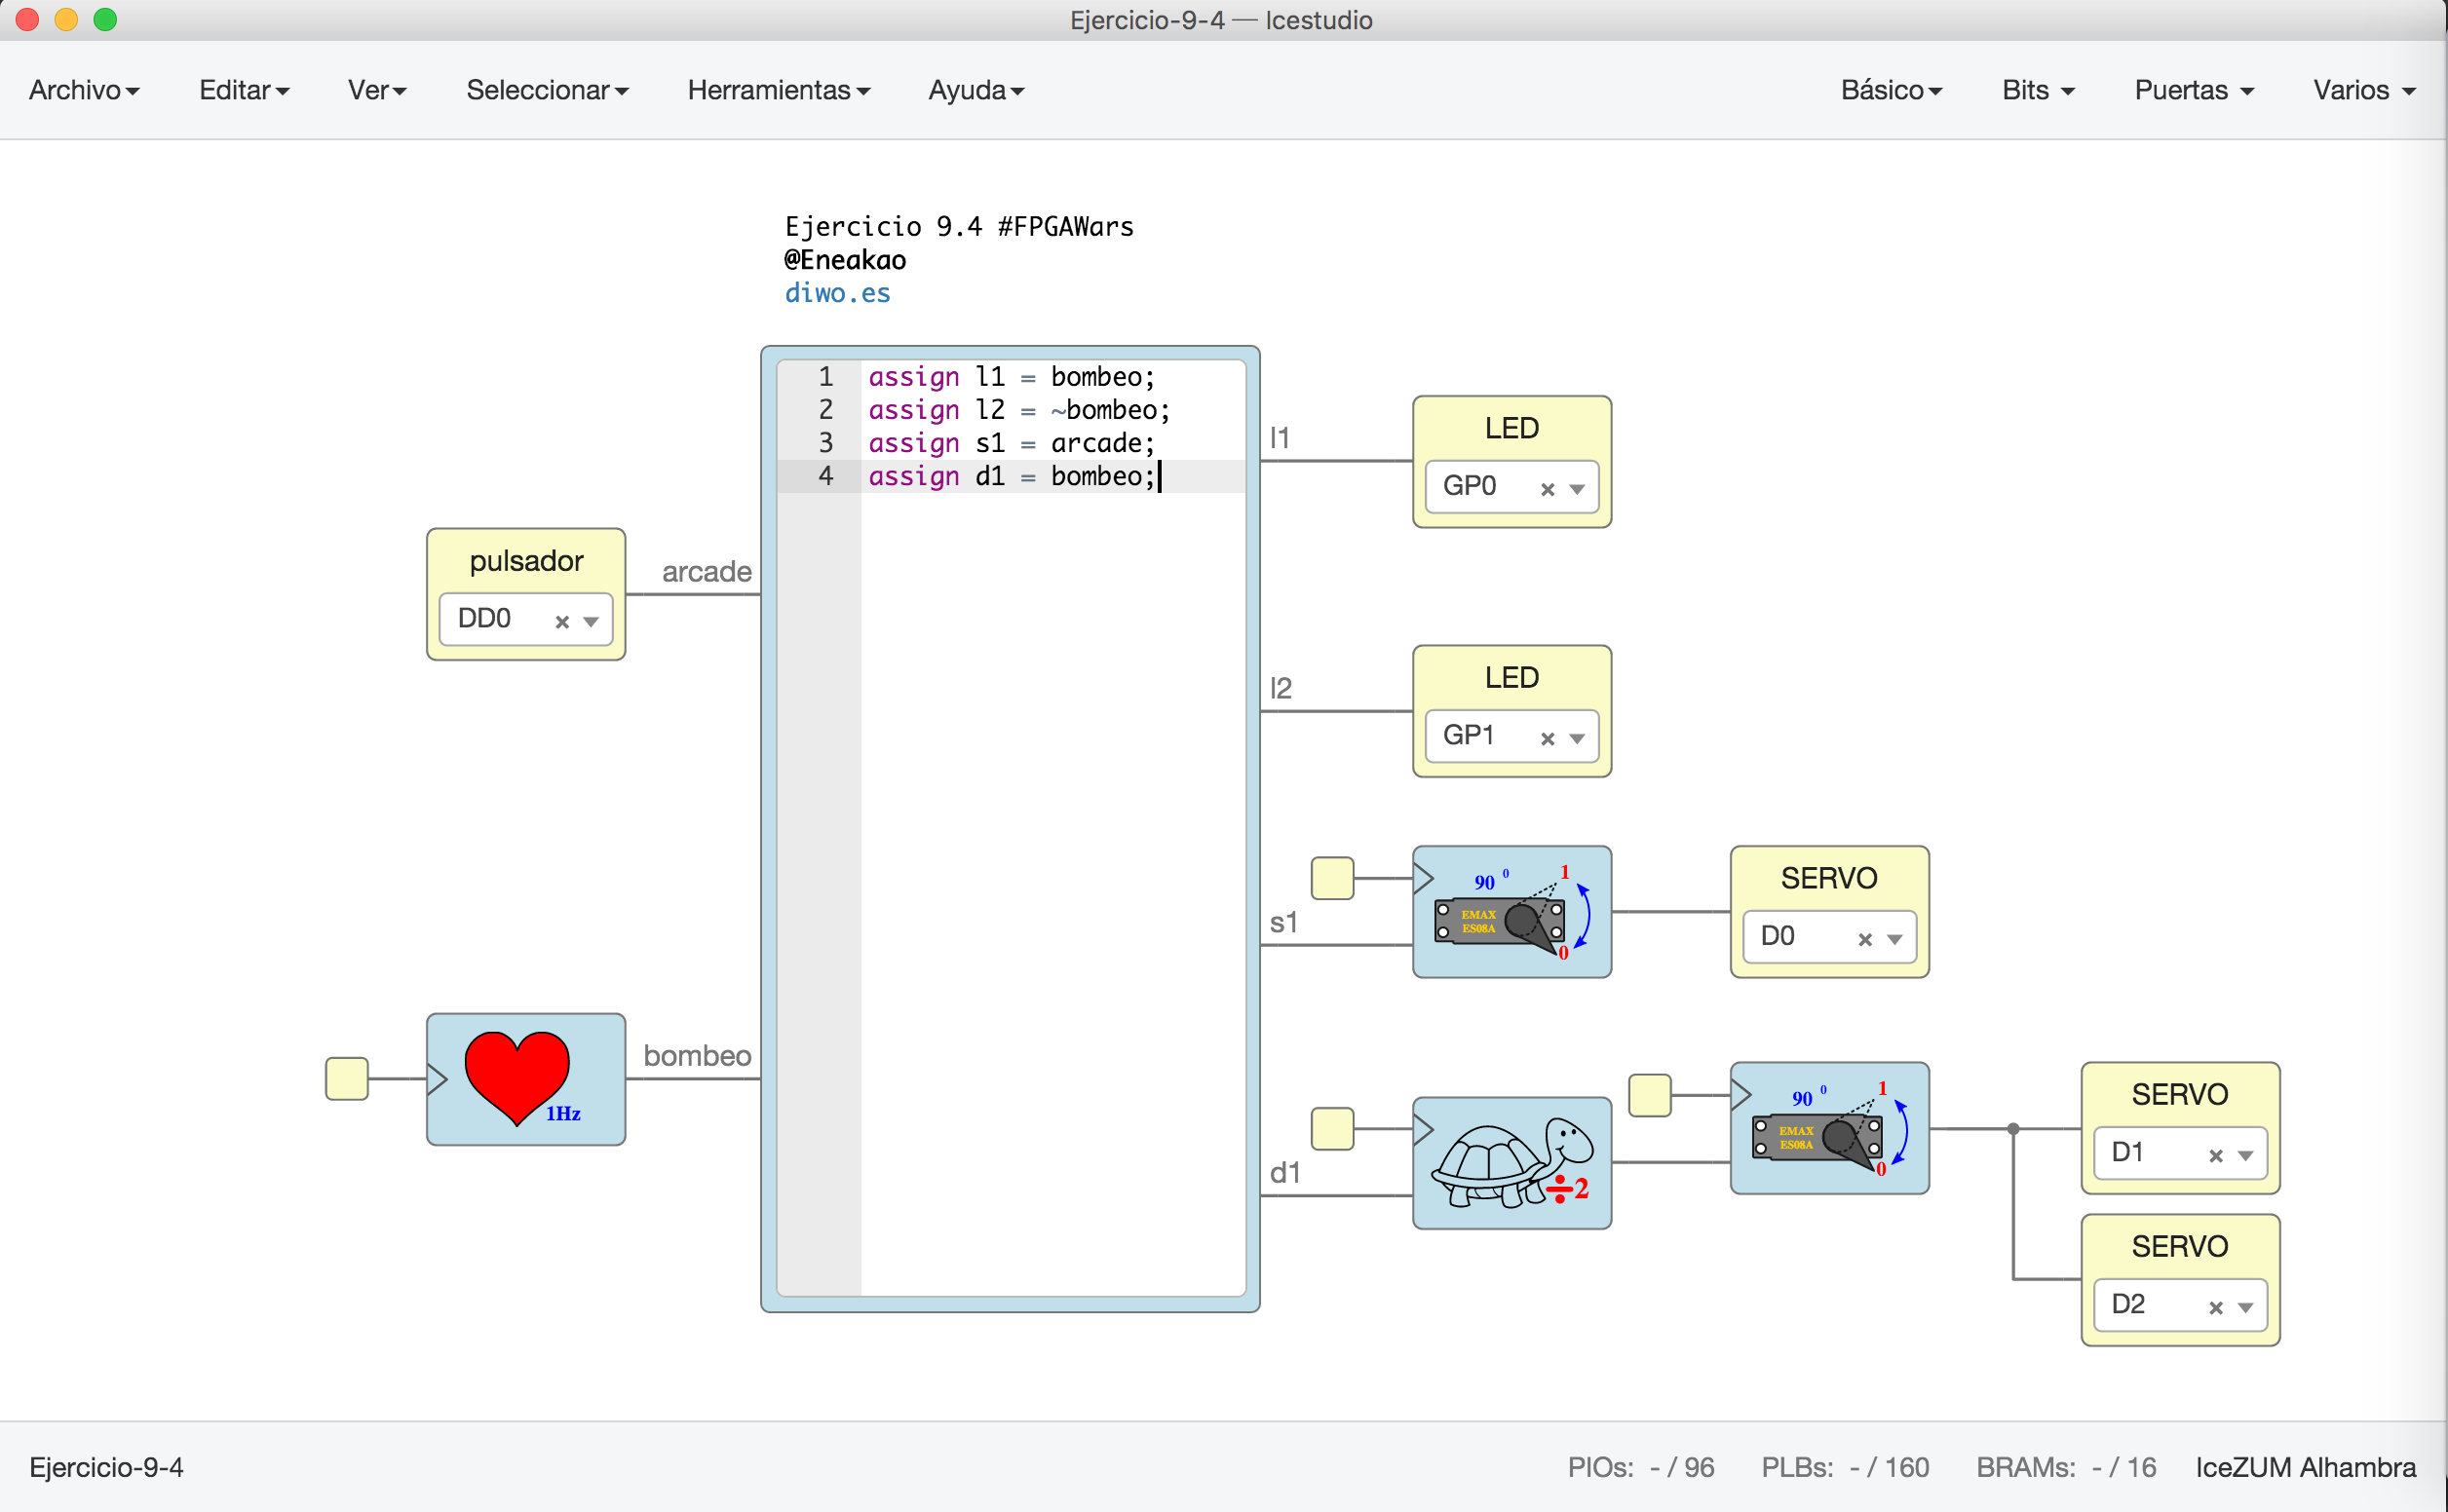 Ejercicio-9-4 — Icestudio
Archivo Editar Ver Seleccionar Herramientas Ayuda Básico Bits Puertas Varios
Ejercicio 9.4 #FPGAWars
@Eneakao
diwo.es
1 assign l1 = bombeo;
2 assign l2 = ~bombeo;
3 assign s1 = arcade;
4 assign d1 = bombeo;
pulsador
DD0
arcade
1Hz
bombeo
l1
LED
GP0
l2
LED
GP1
s1
90 0
1
EMAX
ES08A
0
SERVO
D0
d1
÷2
90 0
1
EMAX
ES08A
0
SERVO
D1
SERVO
D2
Ejercicio-9-4 PIOs: - / 96 PLBs: - / 160 BRAMs: - / 16 IceZUM Alhambra